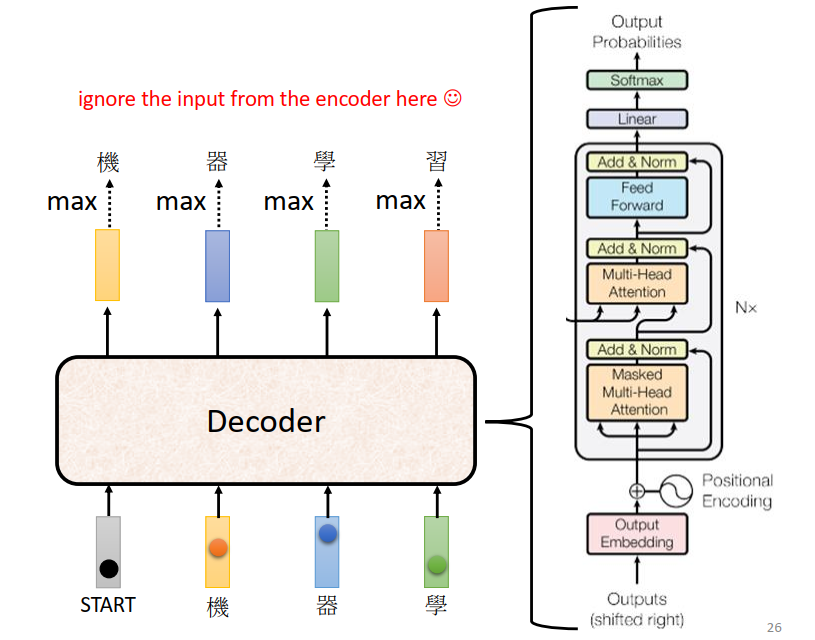 ignore the input from the encoder here ☺
機 器 學 習
max max max max
Decoder
START 機 器 學
Output
Probabilities
Softmax
Linear
Add & Norm
Feed
Forward
Add & Norm
Multi-Head
Attention
N×
Add & Norm
Masked
Multi-Head
Attention
Positional
Encoding
Output
Embedding
Outputs
(shifted right)
26